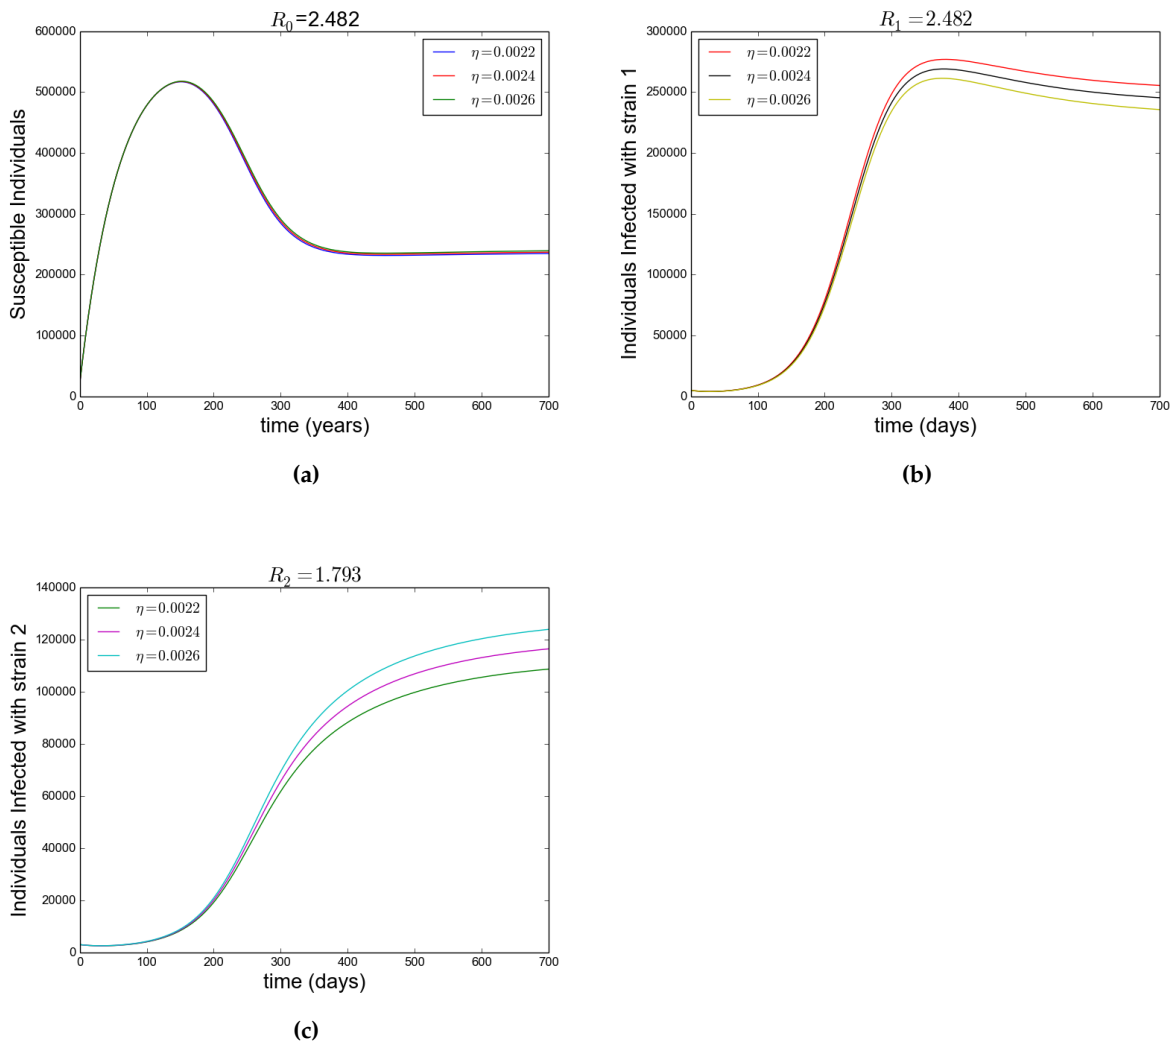 R₀=2.482
600000
500000
400000
300000
200000
100000
0
Susceptible Individuals
η=0.0022
η=0.0024
η=0.0026
0 100 200 300 400 500 600 700
time (years)
(a)
R₁=2.482
300000
250000
200000
150000
100000
50000
0
Individuals Infected with strain 1
η=0.0022
η=0.0024
η=0.0026
0 100 200 300 400 500 600 700
time (days)
(b)
R₂=1.793
140000
120000
100000
80000
60000
40000
20000
0
Individuals Infected with strain 2
η=0.0022
η=0.0024
η=0.0026
0 100 200 300 400 500 600 700
time (days)
(c)